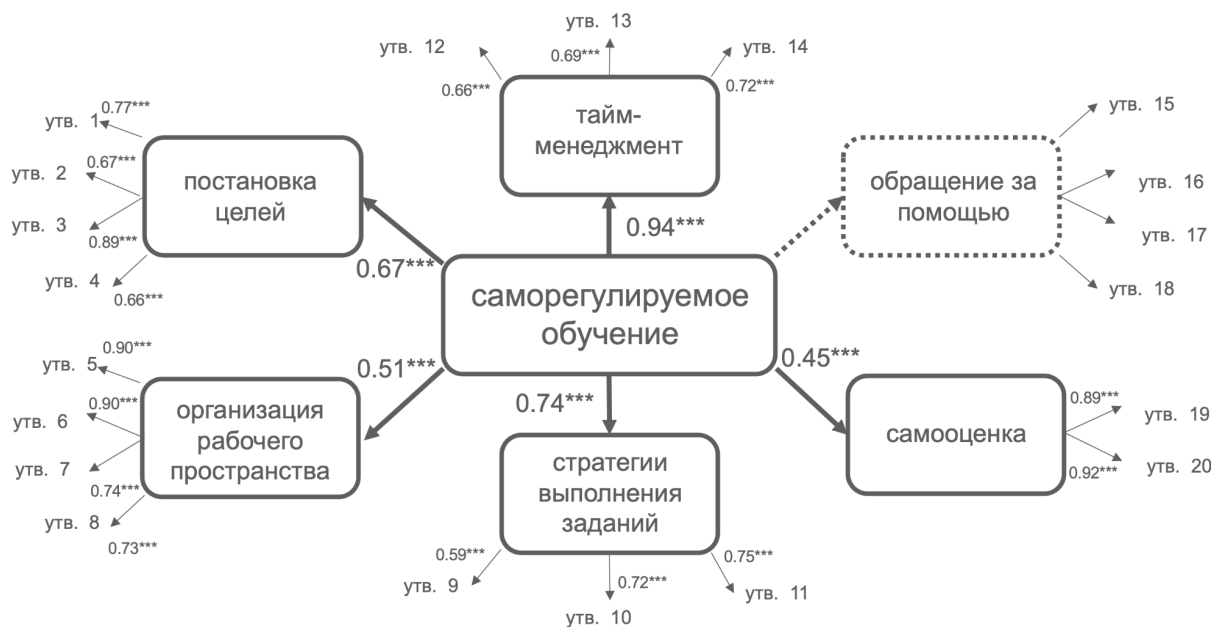 утв. 13
утв. 12
утв. 14
0.69***
0.66***
0.72***
тайм-
менеджмент
0.77***
утв. 1
0.67***
утв. 2
утв. 3
0.89***
утв. 4
0.66***
постановка
целей
0.67***
0.94***
утв. 15
утв. 16
утв. 17
утв. 18
обращение за
помощью
саморегулируемое
обучение
0.51***
0.74***
0.45***
0.90***
утв. 5
0.90***
утв. 6
утв. 7
0.74***
утв. 8
0.73***
организация
рабочего
пространства
стратегии
выполнения
заданий
0.59***
утв. 9
0.72***
утв. 10
0.75***
утв. 11
самооценка
0.89***
утв. 19
утв. 20
0.92***